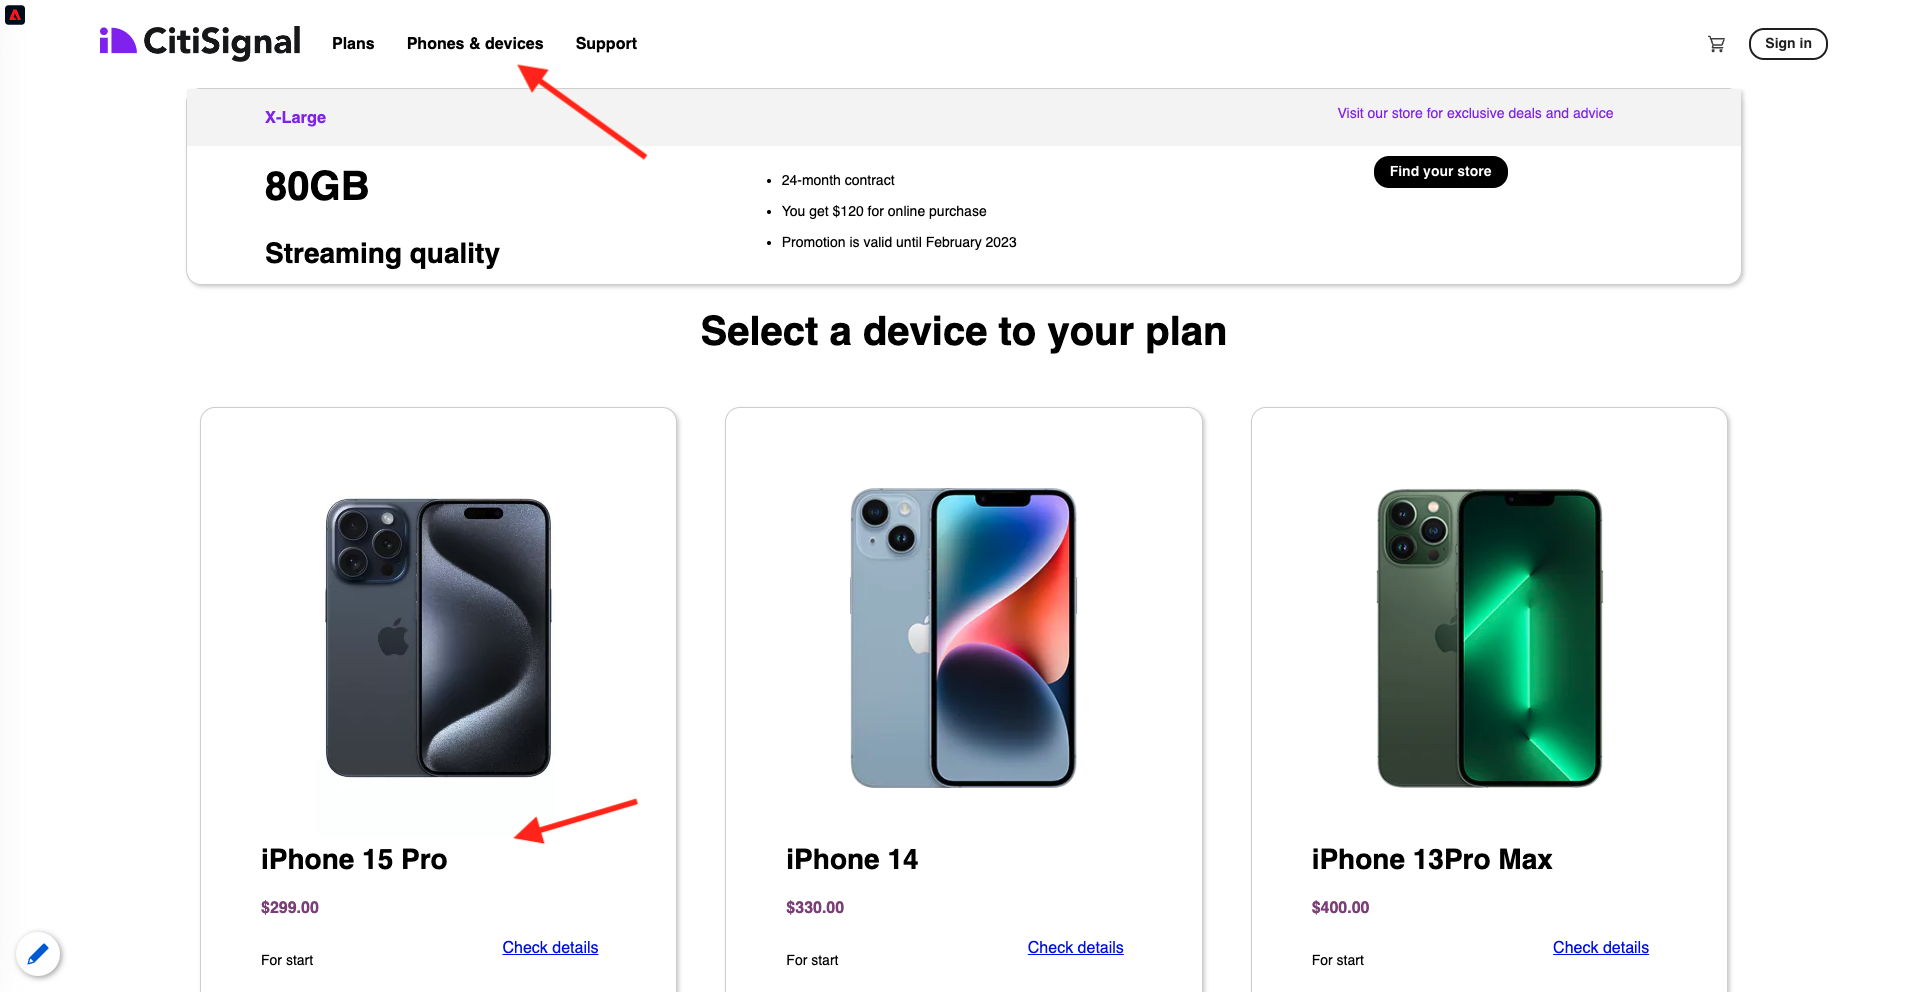 CitiSignal Plans Phones & devices Support Sign in
X-Large
Visit our store for exclusive deals and advice
80GB
Streaming quality
24-month contract
You get $120 for online purchase
Promotion is valid until February 2023
Find your store
Select a device to your plan
iPhone 15 Pro
$299.00
For start
Check details
iPhone 14
$330.00
For start
Check details
iPhone 13Pro Max
$400.00
For start
Check details